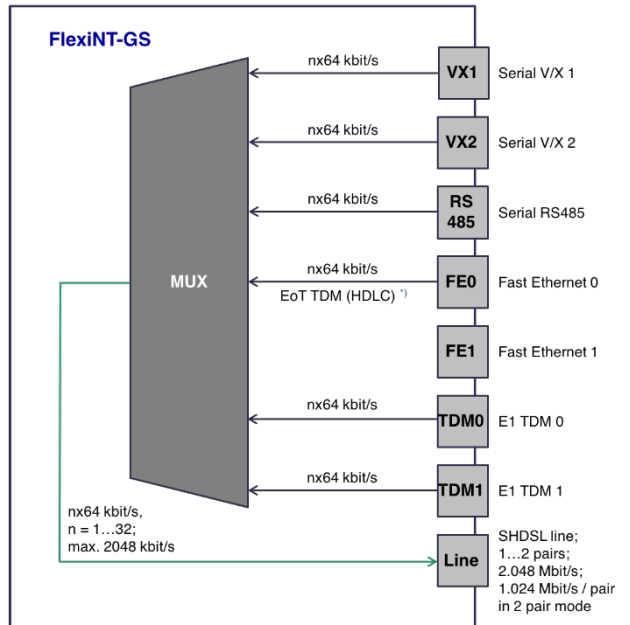 FlexiNT-GS
nx64 kbit/s
VX1
Serial V/X 1
nx64 kbit/s
VX2
Serial V/X 2
nx64 kbit/s
RS
485
Serial RS485
MUX
nx64 kbit/s
EoT TDM (HDLC) *)
FE0
Fast Ethernet 0
FE1
Fast Ethernet 1
nx64 kbit/s
TDM0
E1 TDM 0
nx64 kbit/s
TDM1
E1 TDM 1
nx64 kbit/s,
n = 1...32;
max. 2048 kbit/s
Line
SHDSL line;
1...2 pairs;
2.048 Mbit/s;
1.024 Mbit/s / pair
in 2 pair mode